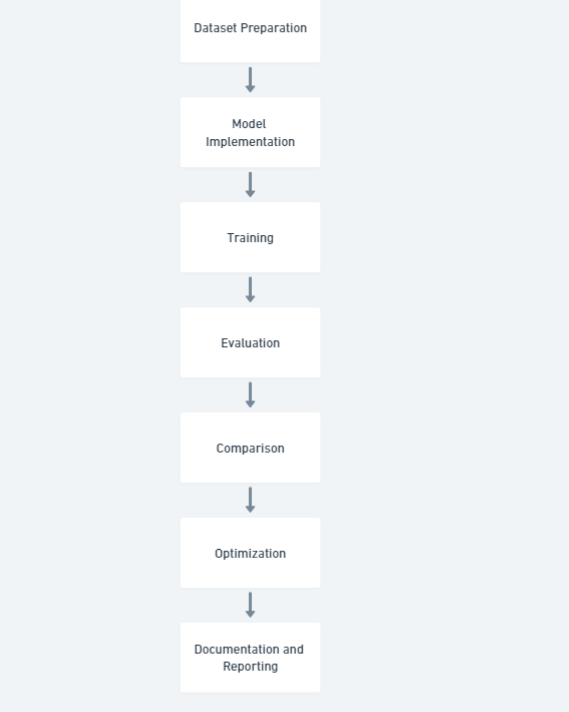 Dataset Preparation
Model
Implementation
Training
Evaluation
Comparison
Optimization
Documentation and
Reporting